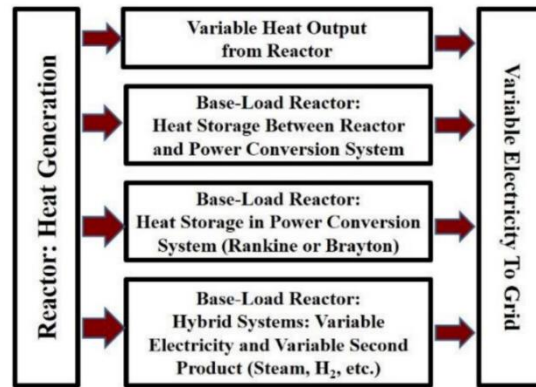 Reactor: Heat Generation
Variable Heat Output
from Reactor
Base-Load Reactor:
Heat Storage Between Reactor
and Power Conversion System
Base-Load Reactor:
Heat Storage in Power Conversion
System (Rankine or Brayton)
Base-Load Reactor:
Hybrid Systems: Variable
Electricity and Variable Second
Product (Steam, H₂, etc.)
Variable Electricity To Grid